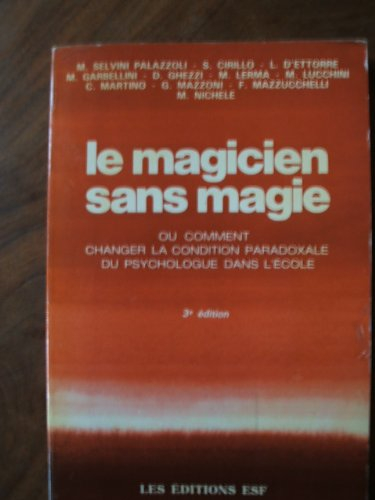 M. SELVINI PALAZZOLI - S. CIRILLO - L. D'ETTORRE
M. GARBELLINI - D. GHEZZI - M. LERMA - M. LUCCHINI
C. MARTINO - G. MAZZONI - F. MAZZUCCHELLI
M. NICHELE
le magicien
sans magie
OU COMMENT
CHANGER LA CONDITION PARADOXALE
DU PSYCHOLOGUE DANS L'ÉCOLE
3e édition
LES ÉDITIONS ESF